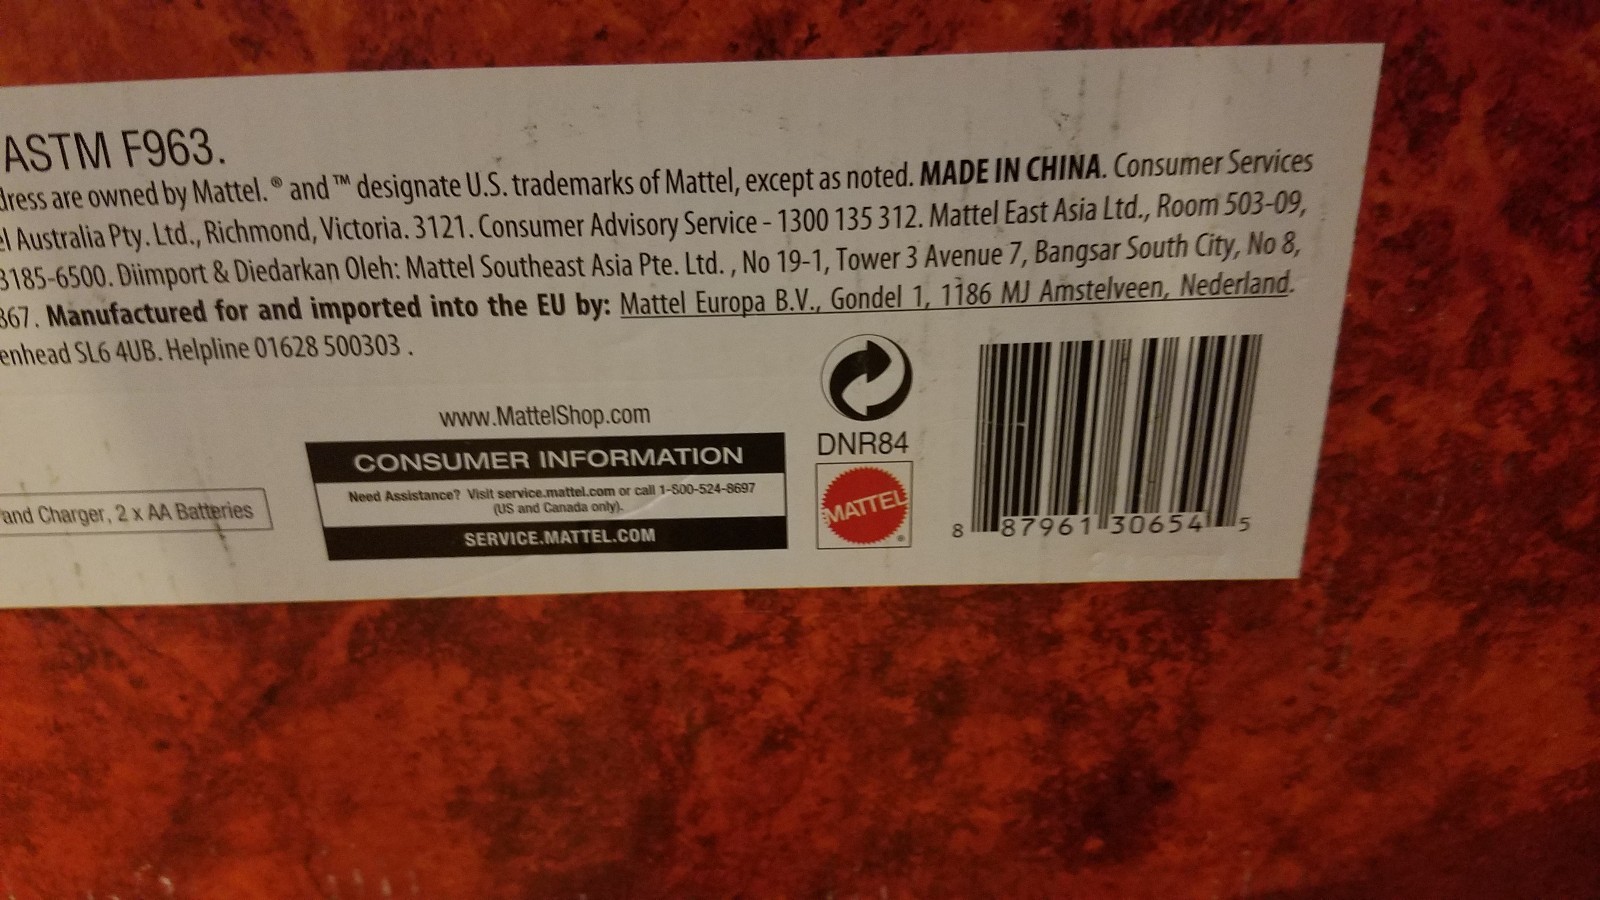 ASTM F963.
dress are owned by Mattel. ® and ™ designate U.S. trademarks of Mattel, except as noted. MADE IN CHINA. Consumer Services
el Australia Pty. Ltd., Richmond, Victoria. 3121. Consumer Advisory Service - 1300 135 312. Mattel East Asia Ltd., Room 503-09,
3185-6500. Diimport & Diedarkan Oleh: Mattel Southeast Asia Pte. Ltd. , No 19-1, Tower 3 Avenue 7, Bangsar South City, No 8,
867. Manufactured for and imported into the EU by: Mattel Europa B.V., Gondel 1, 1186 MJ Amstelveen, Nederland.
enhead SL6 4UB. Helpline 01628 500303 .
www.MattelShop.com
CONSUMER INFORMATION
Need Assistance? Visit service.mattel.com or call 1-800-524-8697
(US and Canada only).
SERVICE.MATTEL.COM
and Charger, 2 x AA Batteries
DNR84
MATTEL®
8 87961 30654 5